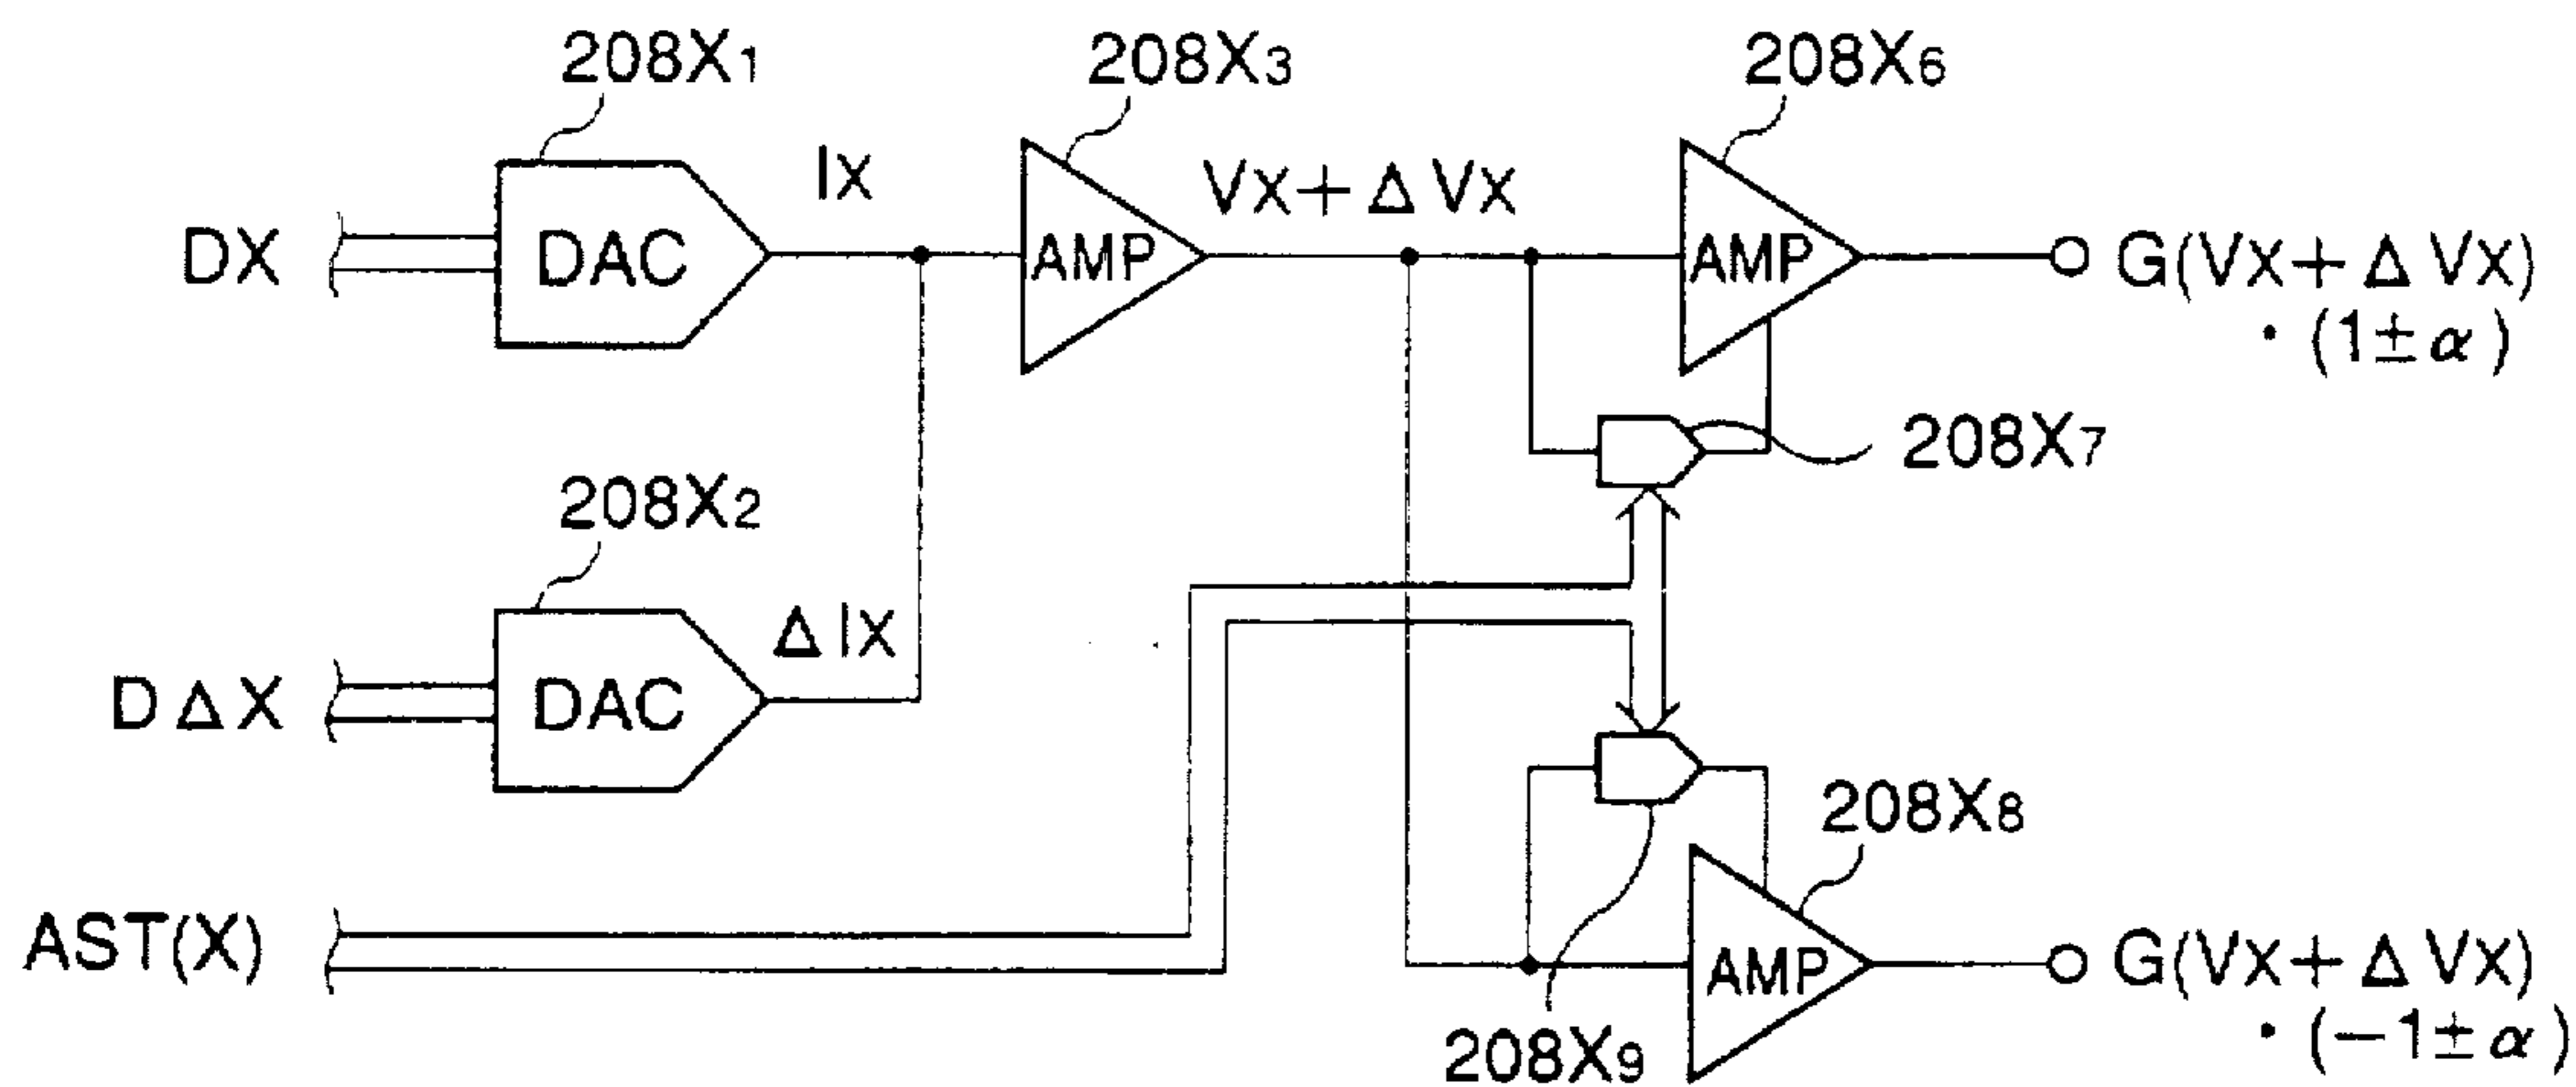 208X₁
208X₃
208X₆
IX
VX+ΔVX
DX
DAC
AMP
AMP
G(VX+ΔVX)
·(1±α)
208X₇
208X₂
ΔIX
DΔX
DAC
208X₈
AST(X)
AMP
G(VX+ΔVX)
·(−1±α)
208X₉